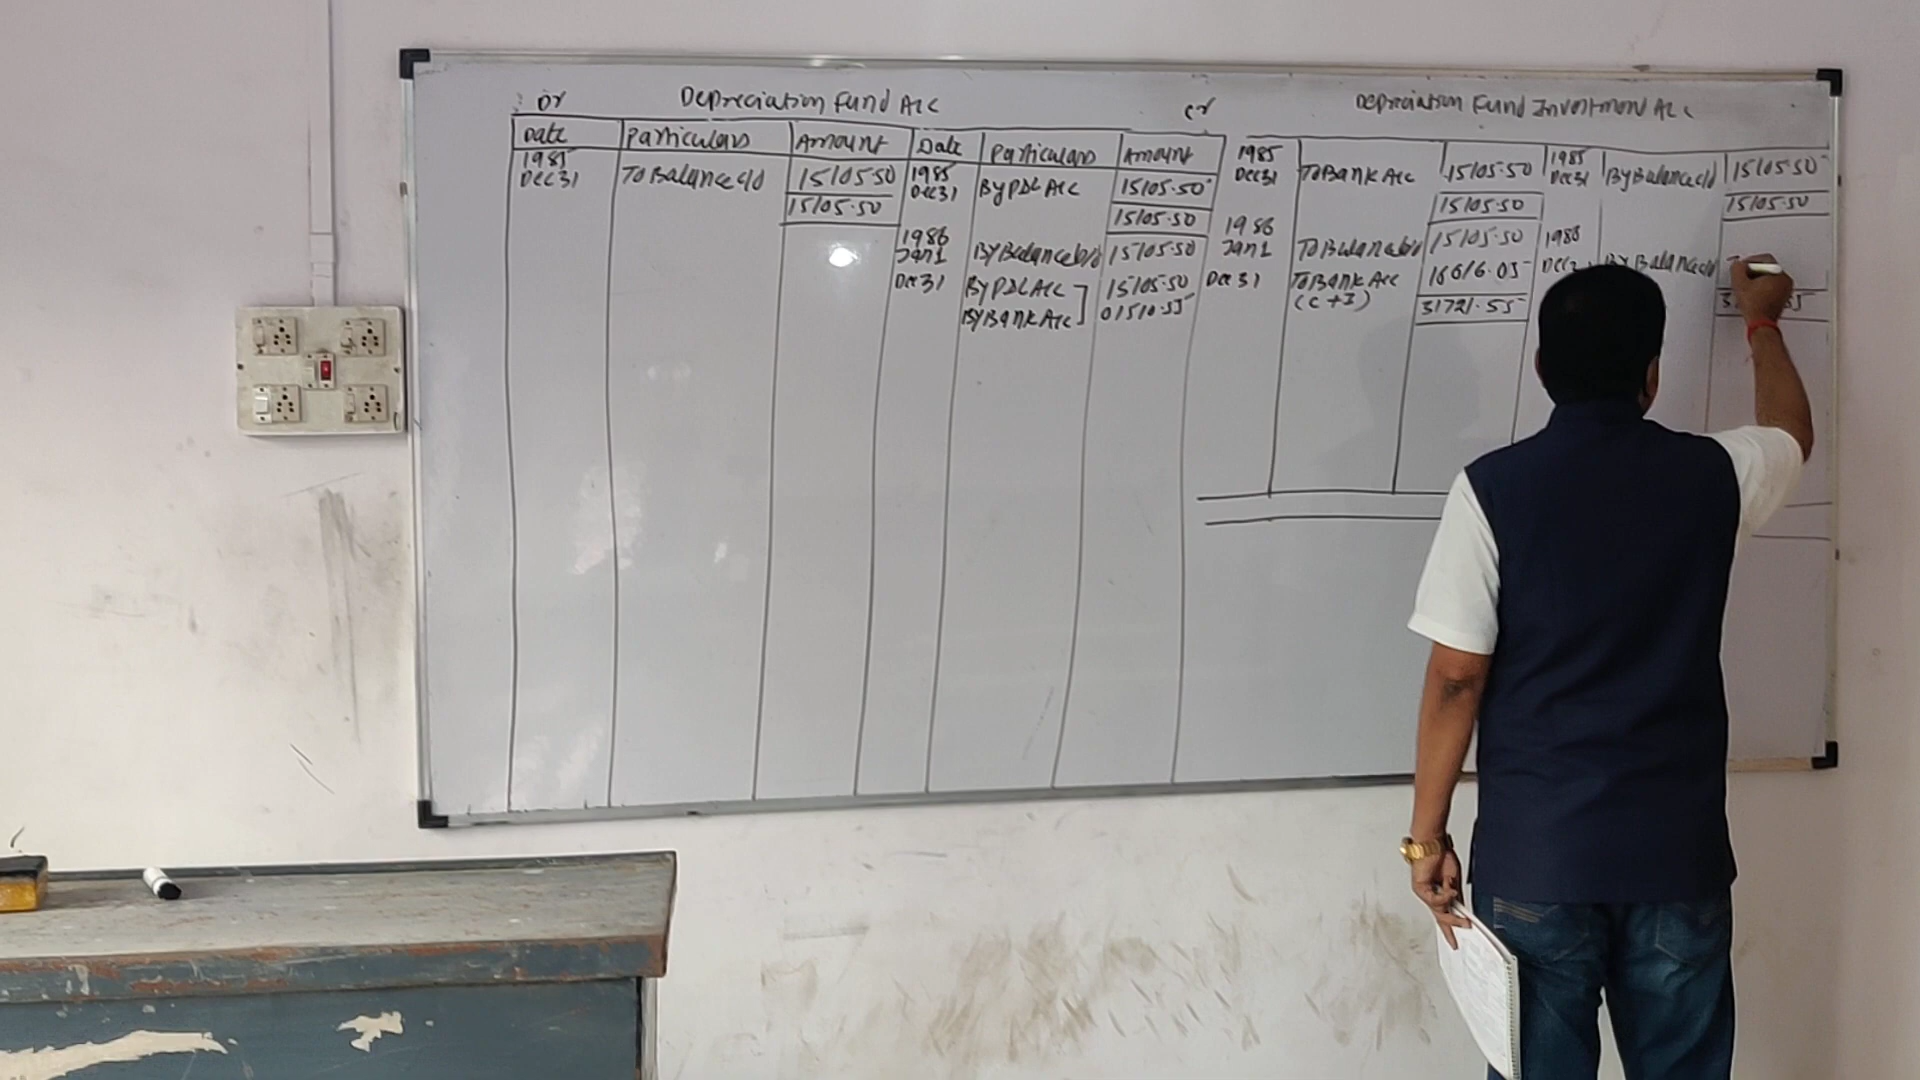 Dr Depreciation Fund A/c Cr
Date Particulars Amount Date Particulars Amount
1985
Dec 31 To Balance c/d 15105.50
15105.50
1985
Dec 31 By P&L A/c 15105.50
15105.50
1986
Jan 1 By Balance b/d 15105.50
Dec 31 By P&L A/c 15105.50
By Bank A/c 01510.55
Depreciation Fund Investment A/c
1985
Dec 31 To Bank A/c 15105.50
15105.50
1986
Jan 1 To Balance b/d 15105.50
Dec 31 To Bank A/c 16616.05
(C+I) 31721.55
1985
Dec 31 By Balance c/d 15105.50
15105.50
1986
By Balance c/d